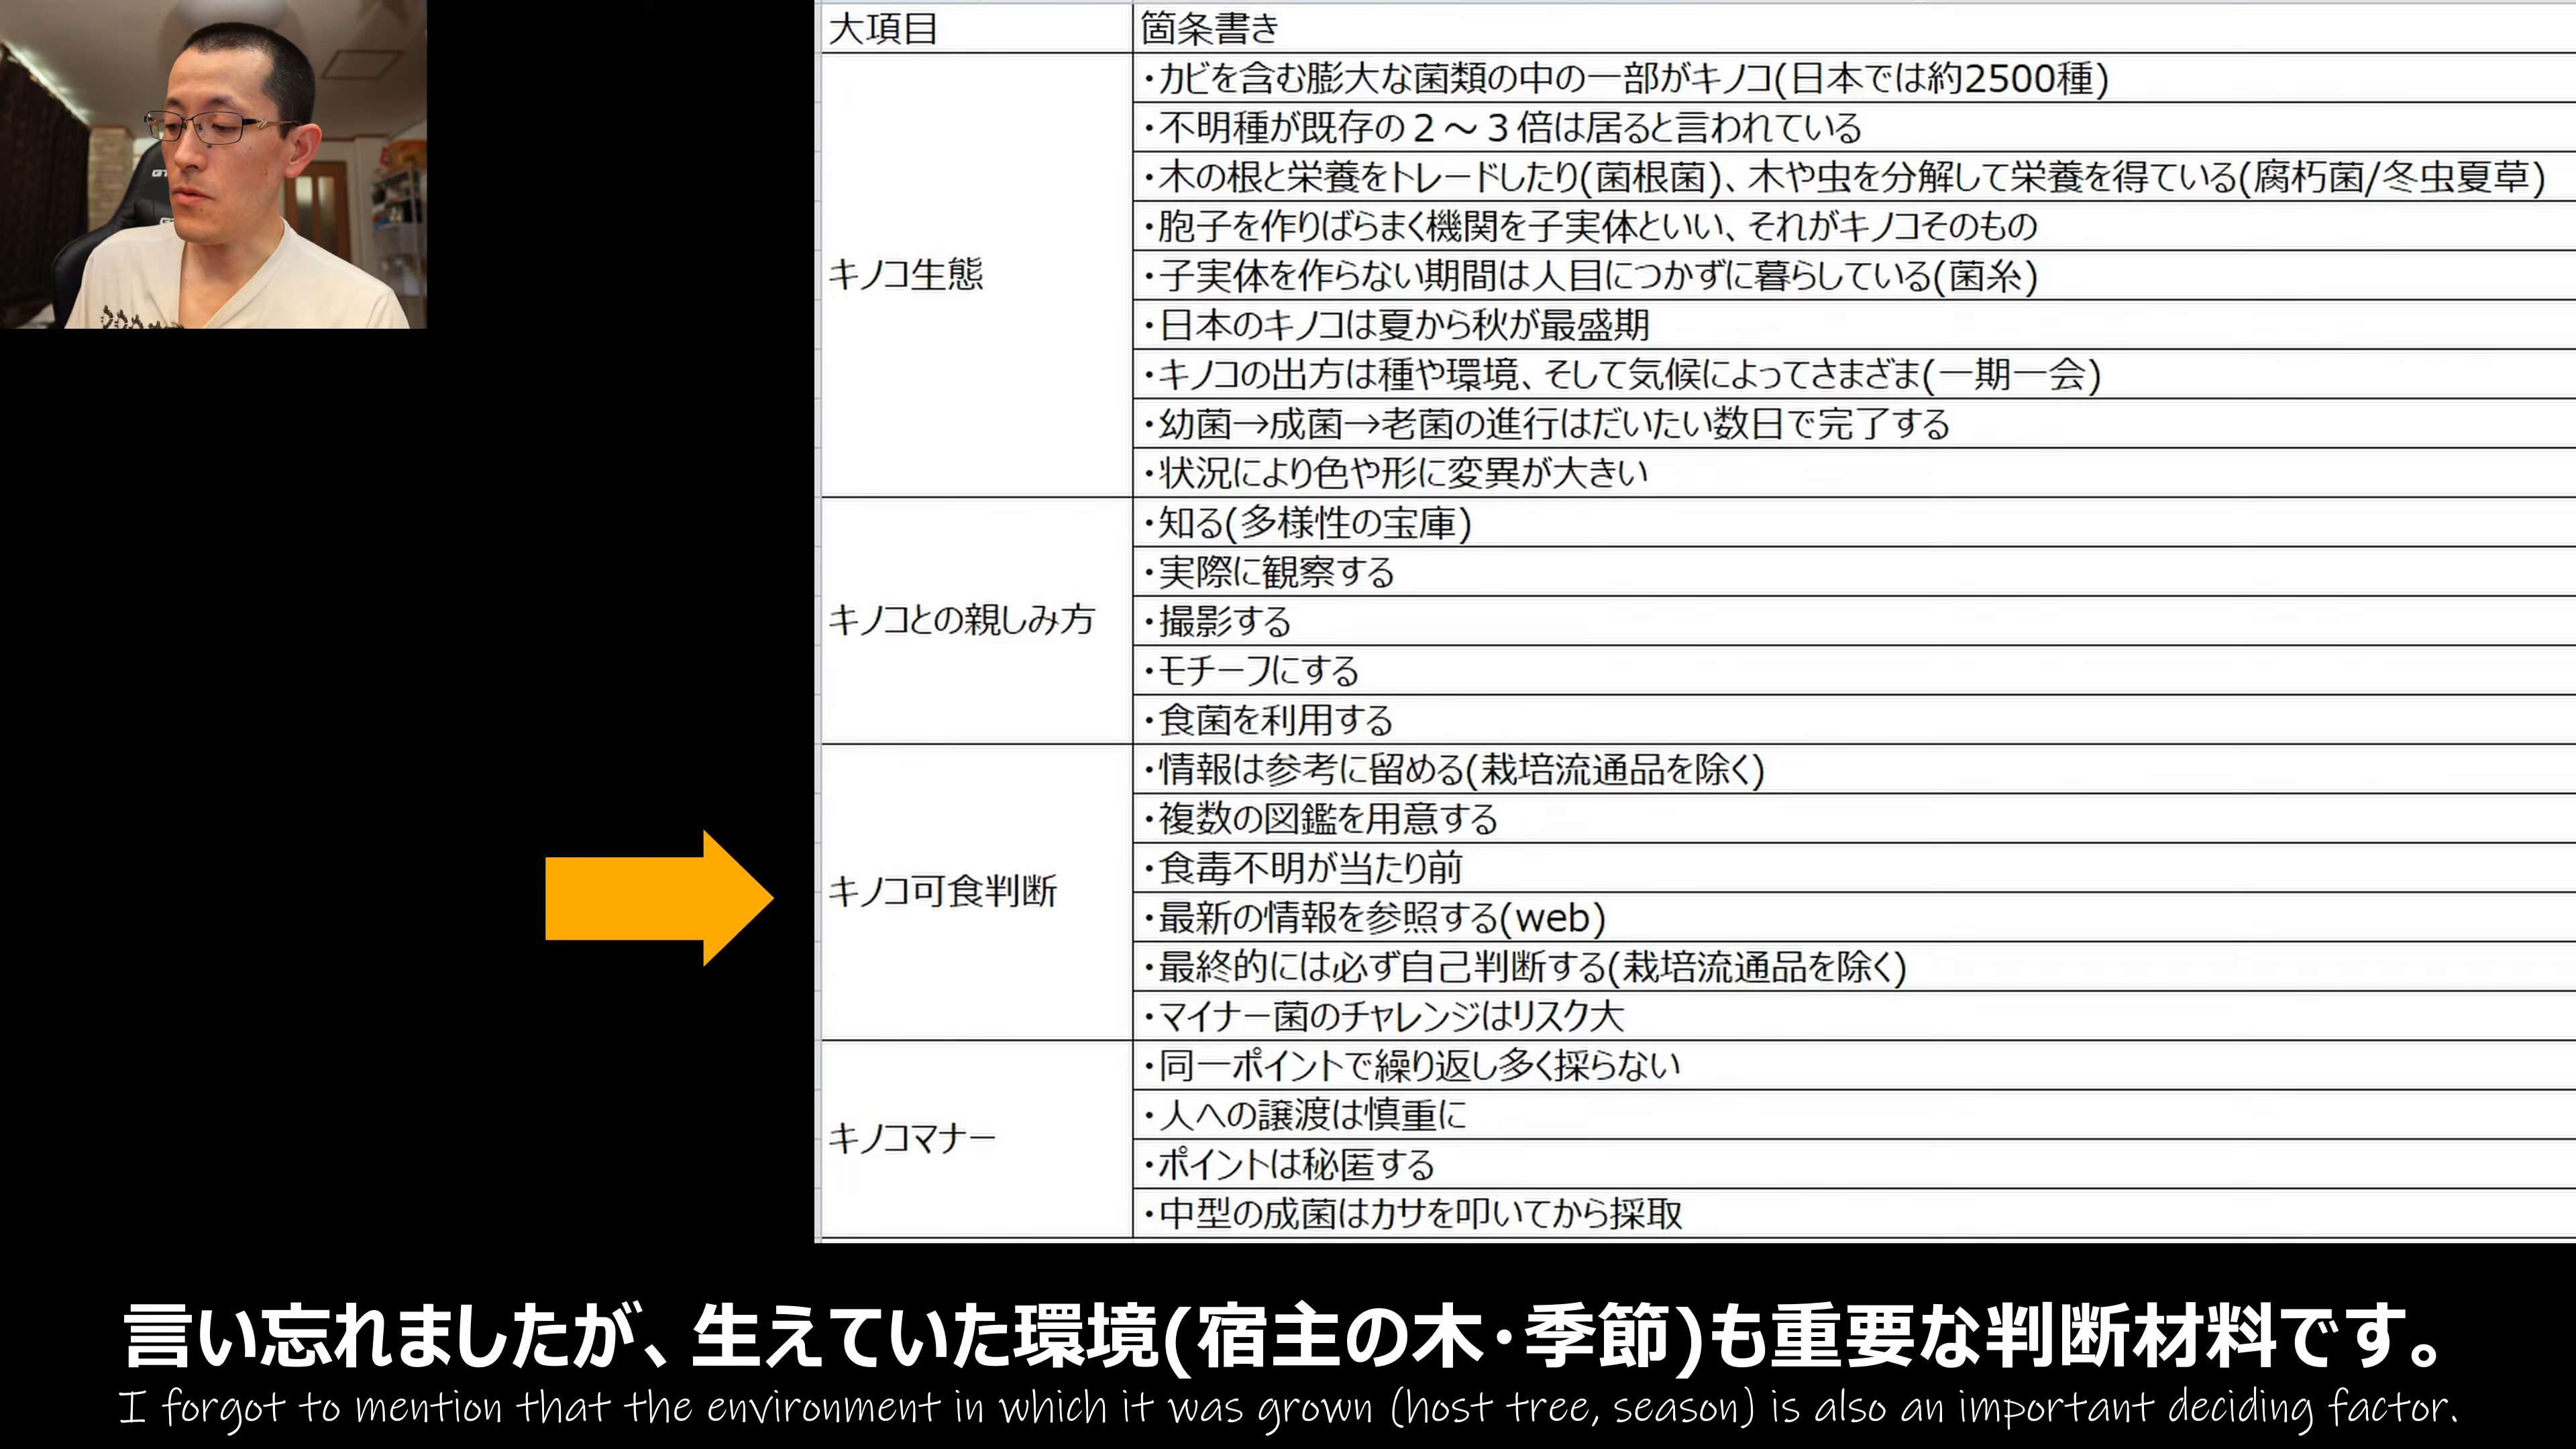 大項目
箇条書き
キノコ生態
・カビを含む膨大な菌類の中の一部がキノコ(日本では約2500種)
・不明種が既存の２～３倍は居ると言われている
・木の根と栄養をトレードしたり(菌根菌)、木や虫を分解して栄養を得ている(腐朽菌/冬虫夏草)
・胞子を作りばらまく機関を子実体といい、それがキノコそのもの
・子実体を作らない期間は人目につかずに暮らしている(菌糸)
・日本のキノコは夏から秋が最盛期
・キノコの出方は種や環境、そして気候によってさまざま(一期一会)
・幼菌→成菌→老菌の進行はだいたい数日で完了する
・状況により色や形に変異が大きい
キノコとの親しみ方
・知る(多様性の宝庫)
・実際に観察する
・撮影する
・モチーフにする
・食菌を利用する
キノコ可食判断
・情報は参考に留める(栽培流通品を除く)
・複数の図鑑を用意する
・食毒不明が当たり前
・最新の情報を参照する(web)
・最終的には必ず自己判断する(栽培流通品を除く)
・マイナー菌のチャレンジはリスク大
キノコマナー
・同一ポイントで繰り返し多く採らない
・人への譲渡は慎重に
・ポイントは秘匿する
・中型の成菌はカサを叩いてから採取
言い忘れましたが、生えていた環境(宿主の木・季節)も重要な判断材料です。
I forgot to mention that the environment in which it was grown (host tree, season) is also an important deciding factor.